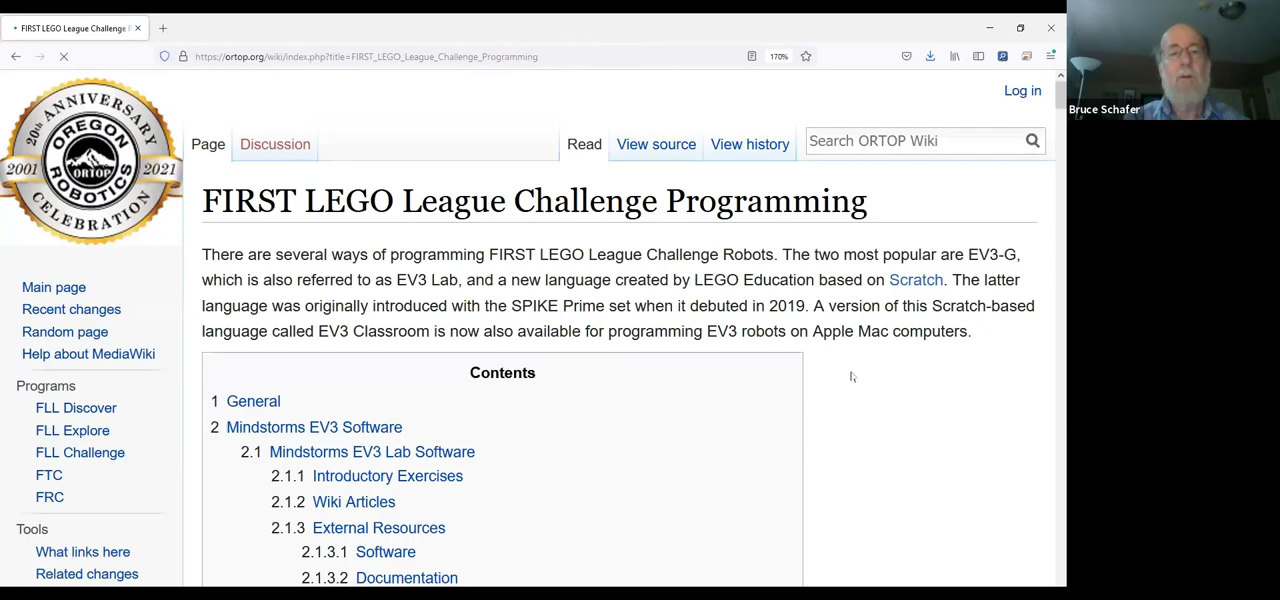 FIRST LEGO League Challenge P
https://ortop.org/wiki/index.php?title=FIRST_LEGO_League_Challenge_Programming
170%
Bruce Schafer
20th ANNIVERSARY
OREGON
ORTOP
ROBOTICS
2001
2021
CELEBRATION
Log in
Page
Discussion
Read
View source
View history
Search ORTOP Wiki
FIRST LEGO League Challenge Programming
There are several ways of programming FIRST LEGO League Challenge Robots. The two most popular are EV3-G,
which is also referred to as EV3 Lab, and a new language created by LEGO Education based on Scratch. The latter
language was originally introduced with the SPIKE Prime set when it debuted in 2019. A version of this Scratch-based
language called EV3 Classroom is now also available for programming EV3 robots on Apple Mac computers.
Main page
Recent changes
Random page
Help about MediaWiki
Programs
FLL Discover
FLL Explore
FLL Challenge
FTC
FRC
Tools
What links here
Related changes
Contents
1 General
2 Mindstorms EV3 Software
2.1 Mindstorms EV3 Lab Software
2.1.1 Introductory Exercises
2.1.2 Wiki Articles
2.1.3 External Resources
2.1.3.1 Software
2.1.3.2 Documentation